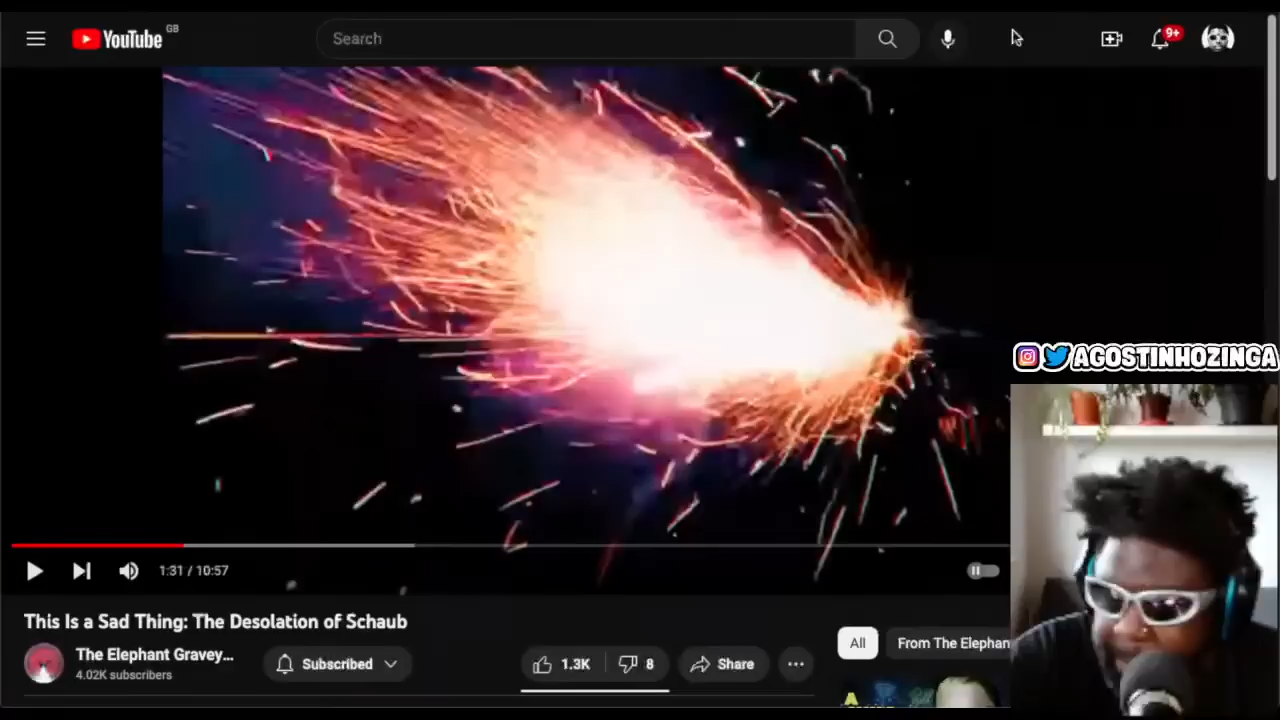 YouTube GB
Search
9+
AGOSTINHOZINGA
1:31 / 10:57
This Is a Sad Thing: The Desolation of Schaub
The Elephant Gravey...
4.02K subscribers
Subscribed
1.3K
8
Share
All
From The Elephan